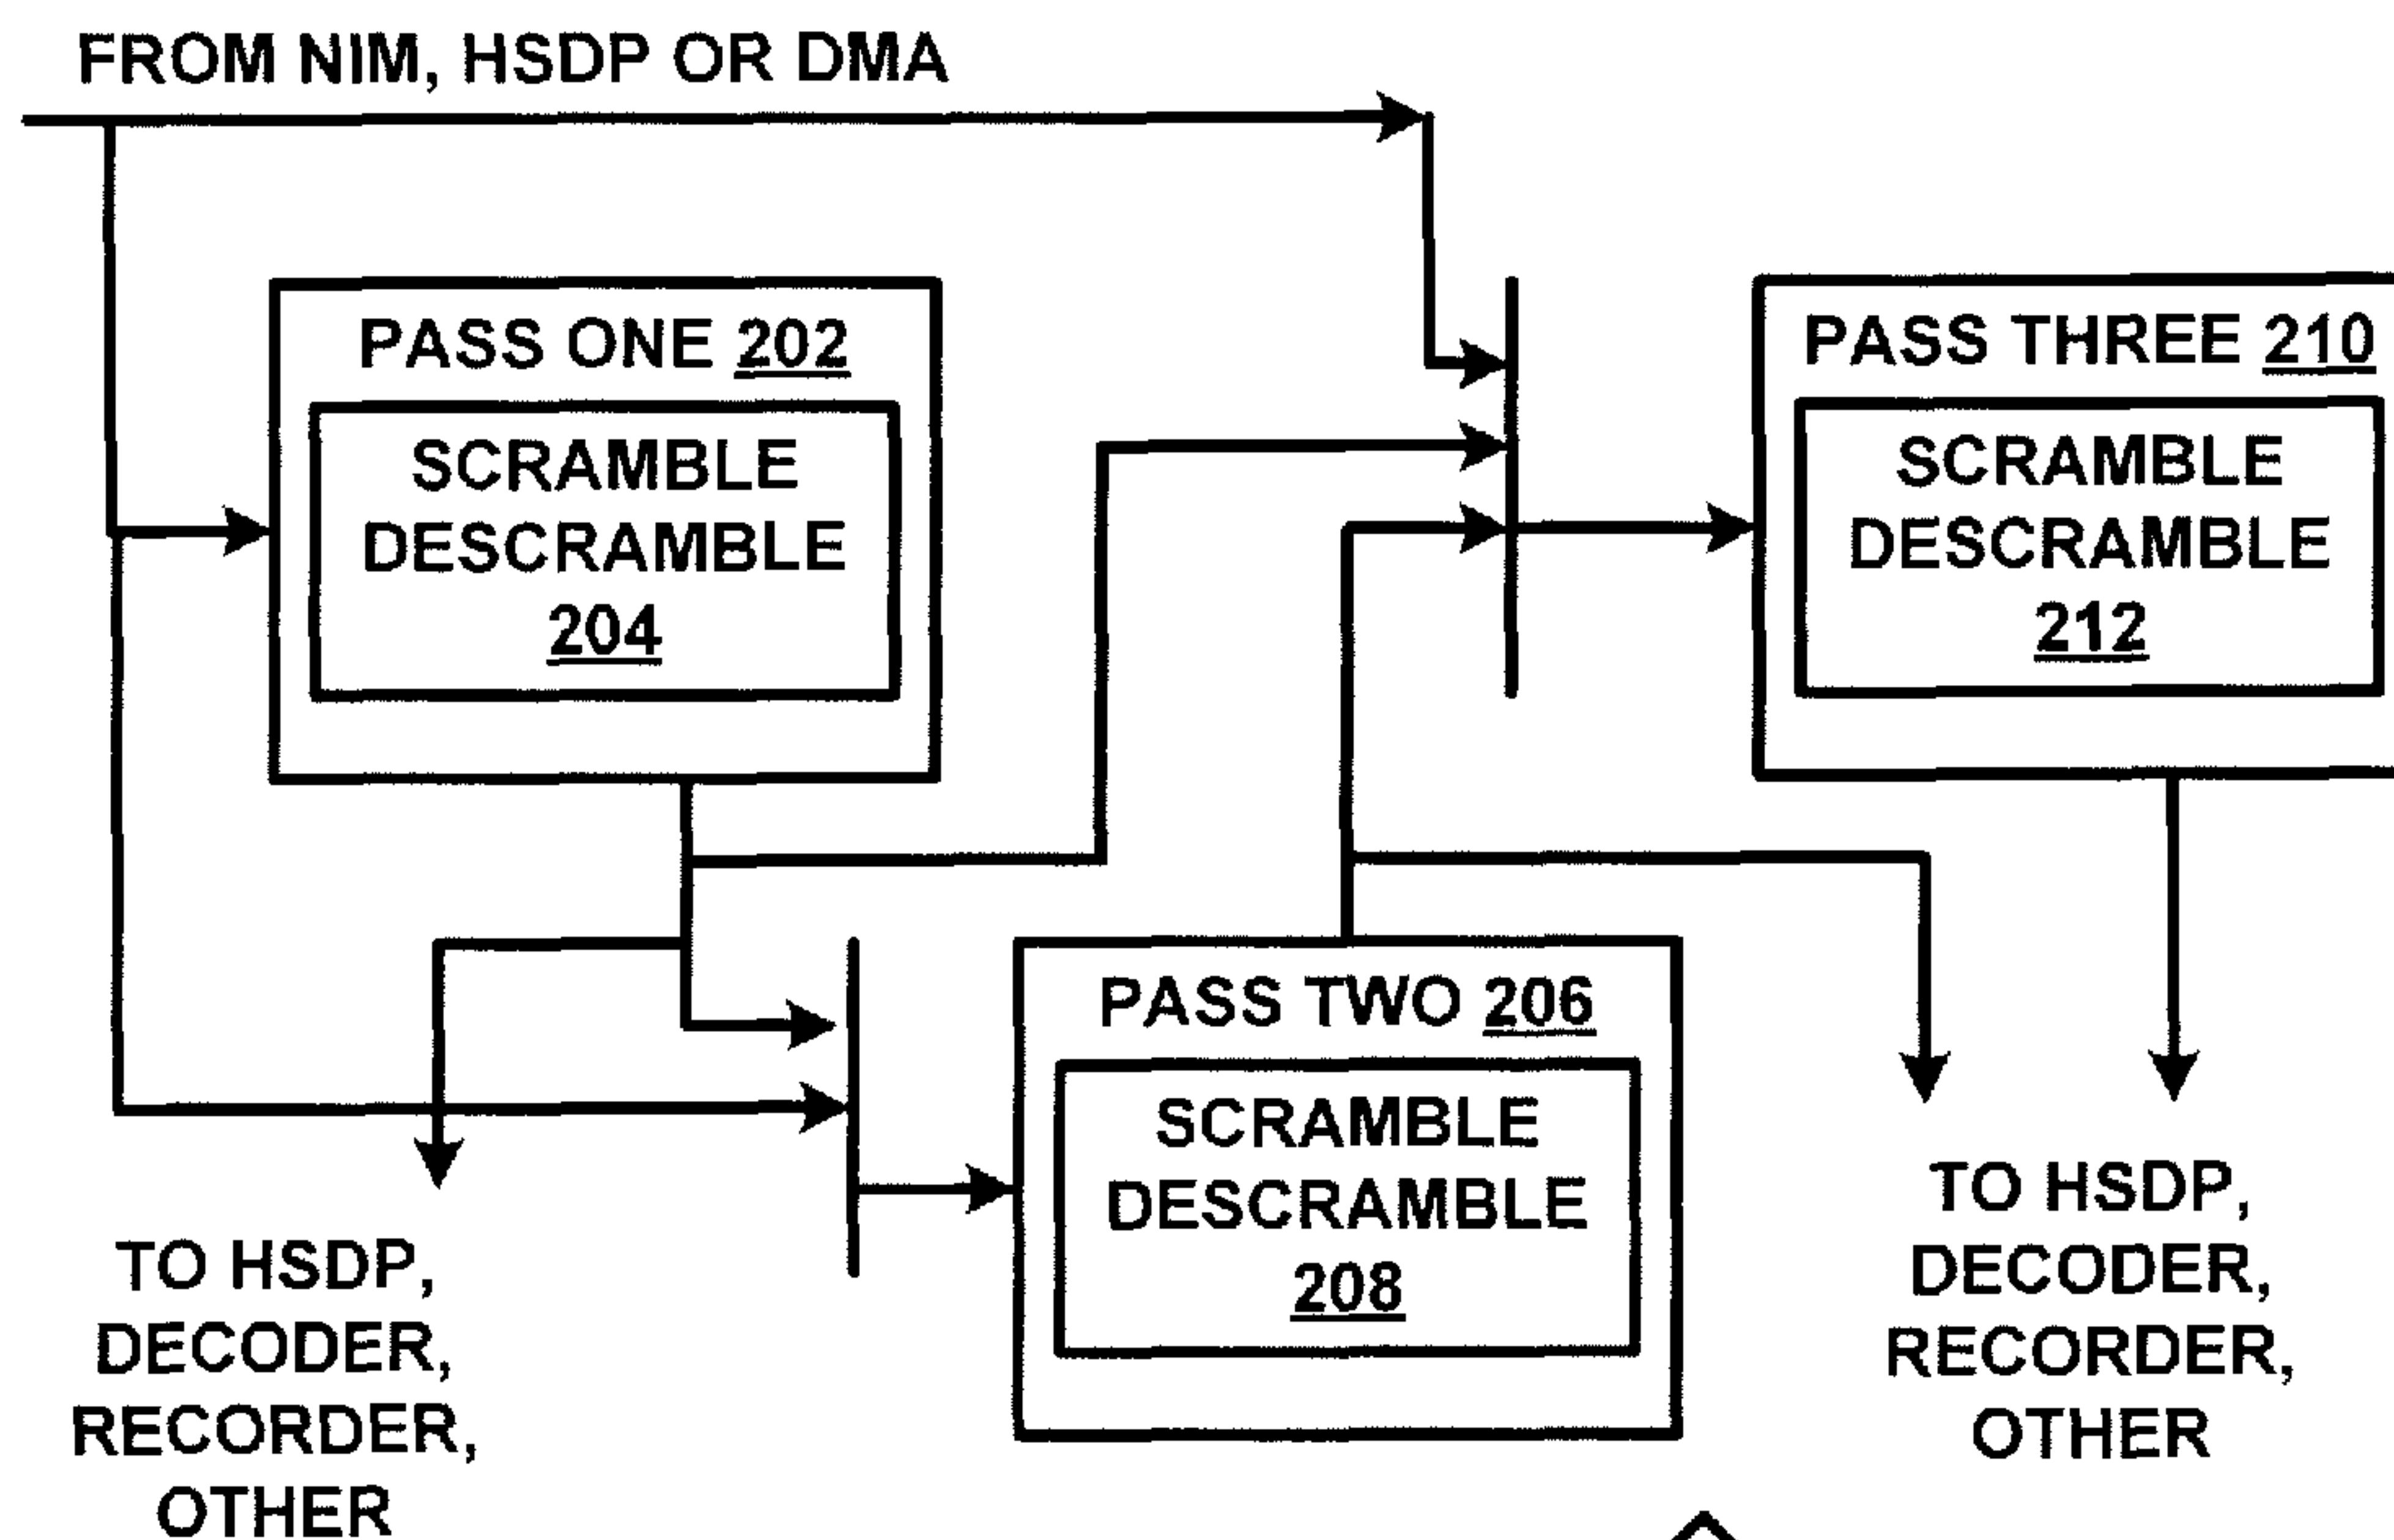 FROM NIM, HSDP OR DMA
PASS ONE 202
SCRAMBLE
DESCRAMBLE
204
PASS THREE 210
SCRAMBLE
DESCRAMBLE
212
PASS TWO 206
SCRAMBLE
DESCRAMBLE
208
TO HSDP,
DECODER,
RECORDER,
OTHER
TO HSDP,
DECODER,
RECORDER,
OTHER